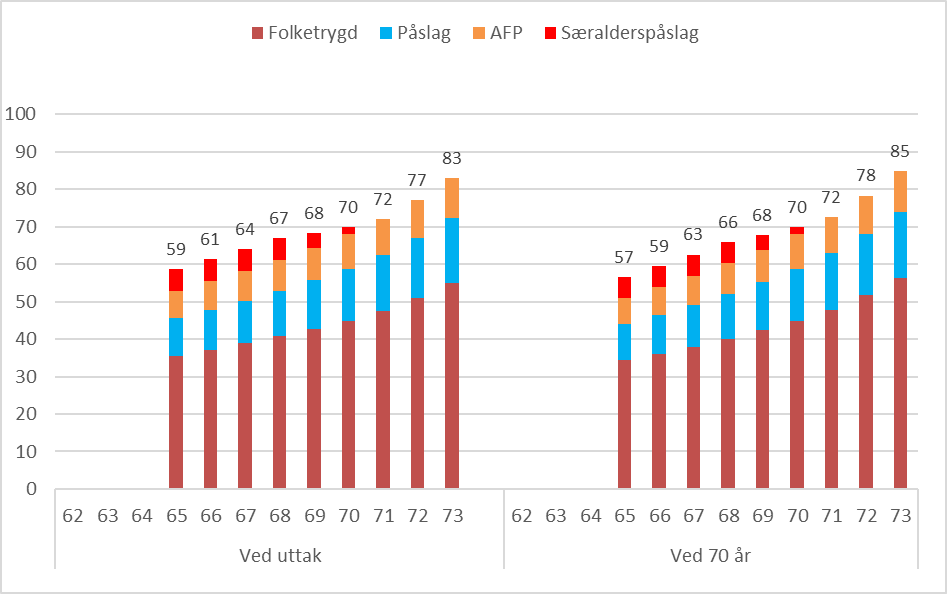 Folketrygd Påslag AFP Særalderspåslag
100
90
80
70
60
50
40
30
20
10
0
59 61 64 67 68 70 72 77 83
57 59 63 66 68 70 72 78 85
62 63 64 65 66 67 68 69 70 71 72 73 62 63 64 65 66 67 68 69 70 71 72 73
Ved uttak Ved 70 år